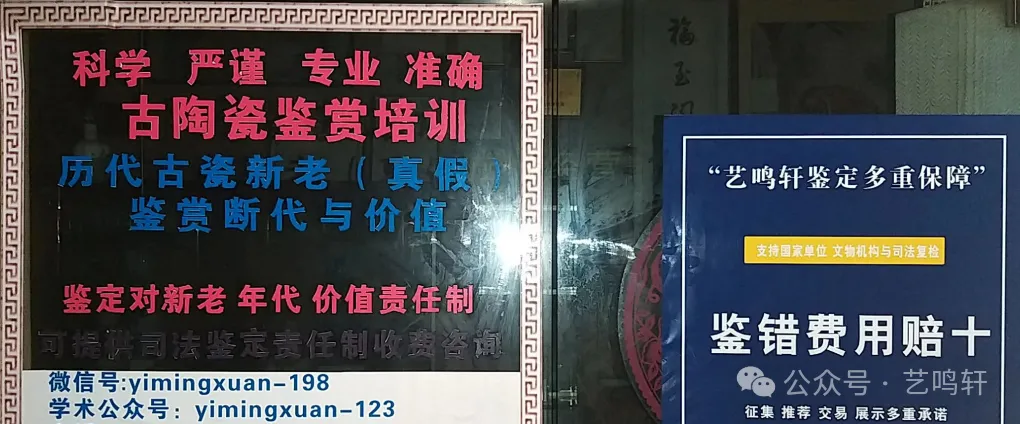 科学 严谨 专业 准确
古陶瓷鉴赏培训
历代古瓷新老（真假）
鉴赏断代与价值
鉴定对新老 年代 价值责任制
可提供司法鉴定责任制收费咨询
微信号:yimingxuan-198
学术公众号：yimingxuan-123
福玉
“艺鸣轩鉴定多重保障”
支持国家单位 文物机构与司法复检
鉴错费用赔十
公众号·艺鸣轩
征集 推荐 交易 展示多重承诺